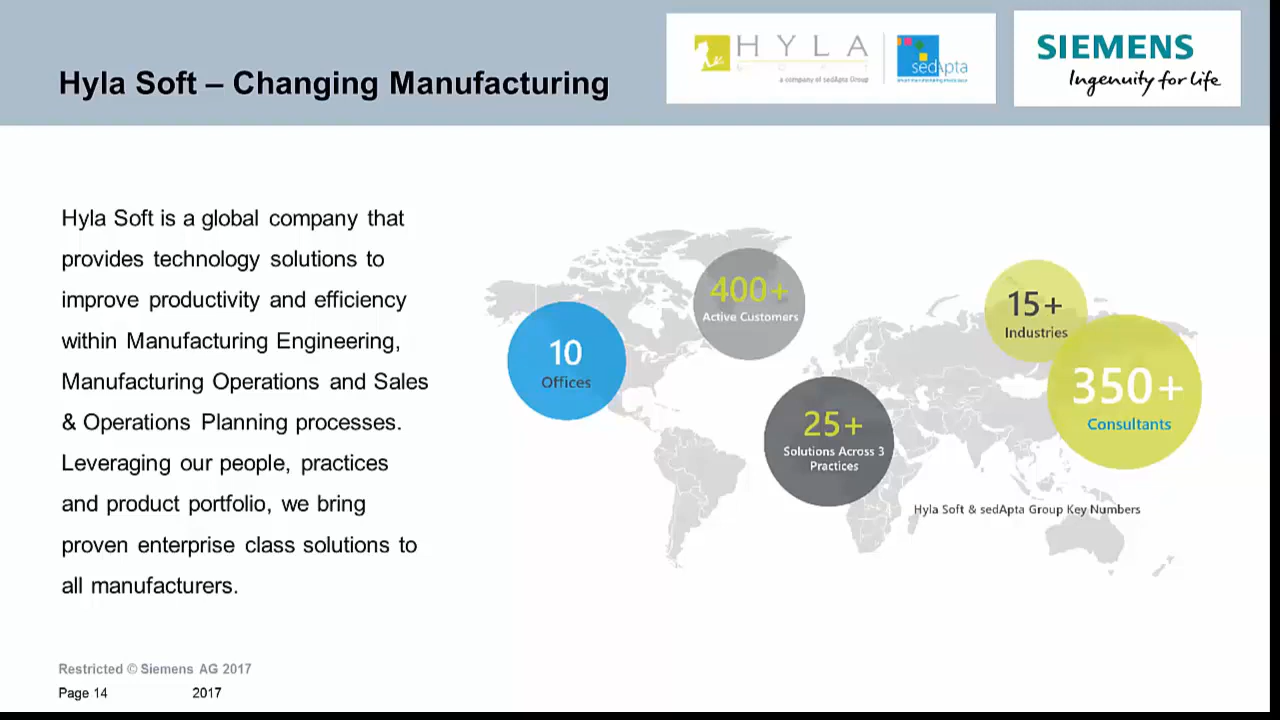 Hyla Soft – Changing Manufacturing
HYLA
a company of sedApta Group
sedApta
SIEMENS
Ingenuity for life
Hyla Soft is a global company that
provides technology solutions to
improve productivity and efficiency
within Manufacturing Engineering,
Manufacturing Operations and Sales
& Operations Planning processes.
Leveraging our people, practices
and product portfolio, we bring
proven enterprise class solutions to
all manufacturers.
10
Offices
400+
Active Customers
25+
Solutions Across 3
Practices
15+
Industries
350+
Consultants
Hyla Soft & sedApta Group Key Numbers
Restricted © Siemens AG 2017
Page 14 2017